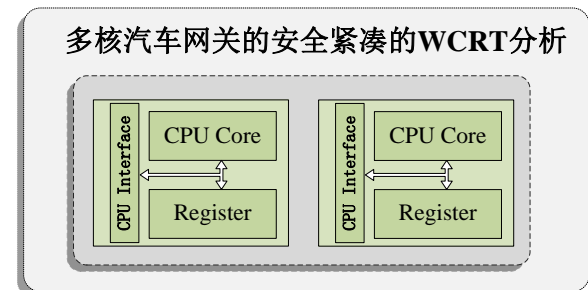 多核汽车网关的安全紧凑的WCRT分析
CPU Interface
CPU Core
Register
CPU Interface
CPU Core
Register